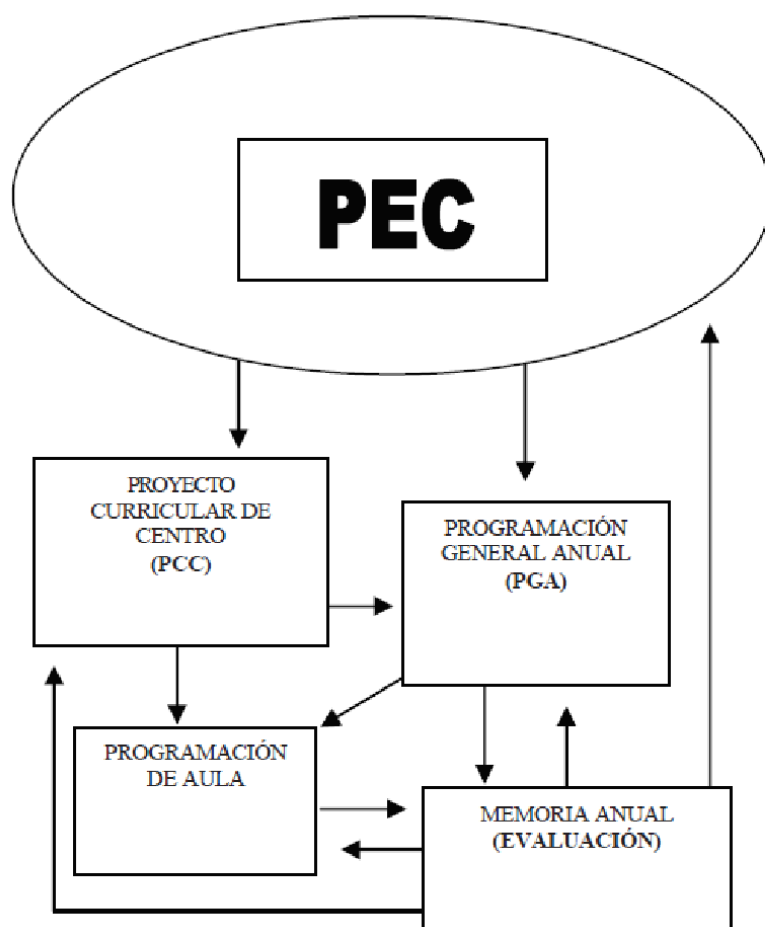 PEC
PROYECTO
CURRICULAR DE
CENTRO
(PCC)
PROGRAMACIÓN
GENERAL ANUAL
(PGA)
PROGRAMACIÓN
DE AULA
MEMORIA ANUAL
(EVALUACIÓN)